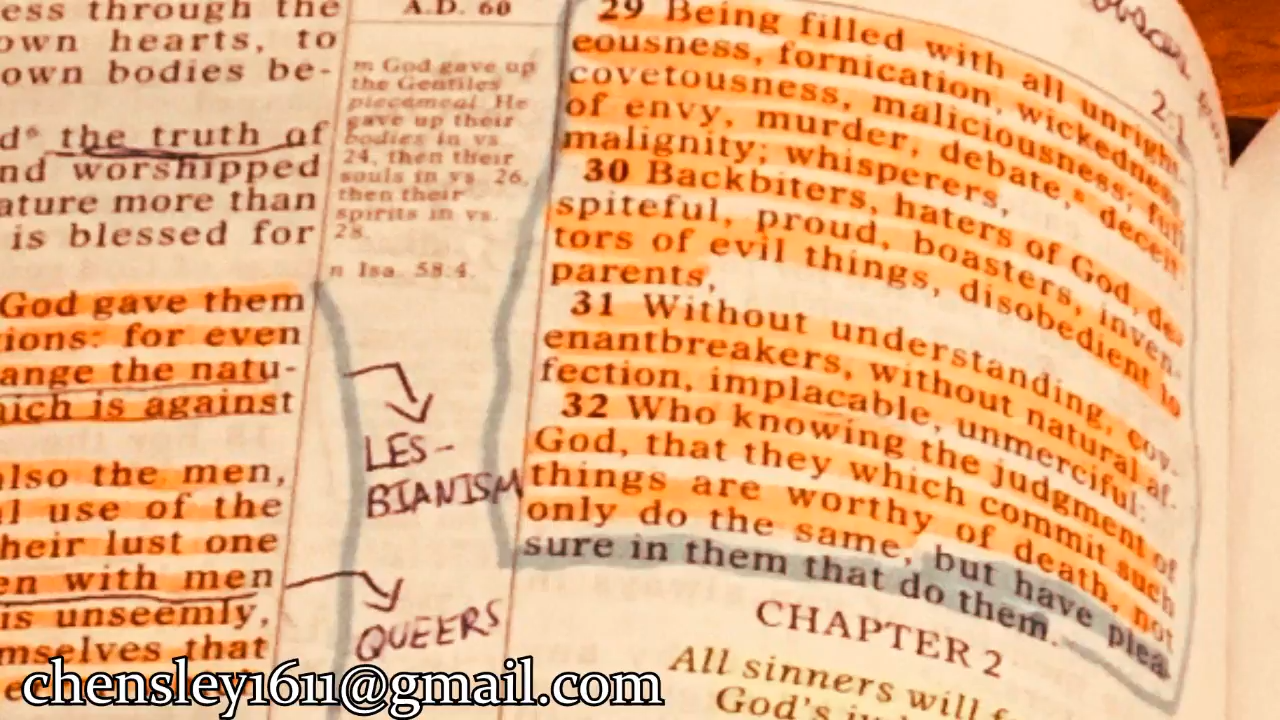 ess through the
own hearts, to
own bodies be-
d* the truth of
nd worshipped
ature more than
is blessed for
God gave them
ions: for even
ange the natu-
ich is against
lso the men,
l use of the
heir lust one
en with men
is unseemly,
mselves that
A.D. 60
m God gave up
the Gentiles
piecemeal. He
gave up their
bodies in vs.
24, then their
souls in vs. 26,
then their
spirits in vs.
28.
n Isa. 58:4.
LES-
BIANISM
QUEERS
29 Being filled with all unright-
eousness, fornication, wickedness,
covetousness, maliciousness; full
of envy, murder, debate, deceit,
malignity; whisperers,
30 Backbiters, haters of God, des-
spiteful, proud, boasters, inven-
tors of evil things, disobedient to
parents,
31 Without understanding, cov-
enantbreakers, without natural af-
fection, implacable, unmerciful:
32 Who knowing the judgment of
God, that they which commit such
things are worthy of death, not
only do the same, but have plea-
sure in them that do them.
CHAPTER 2
All sinners will
God's
2:1
chensley1611@gmail.com